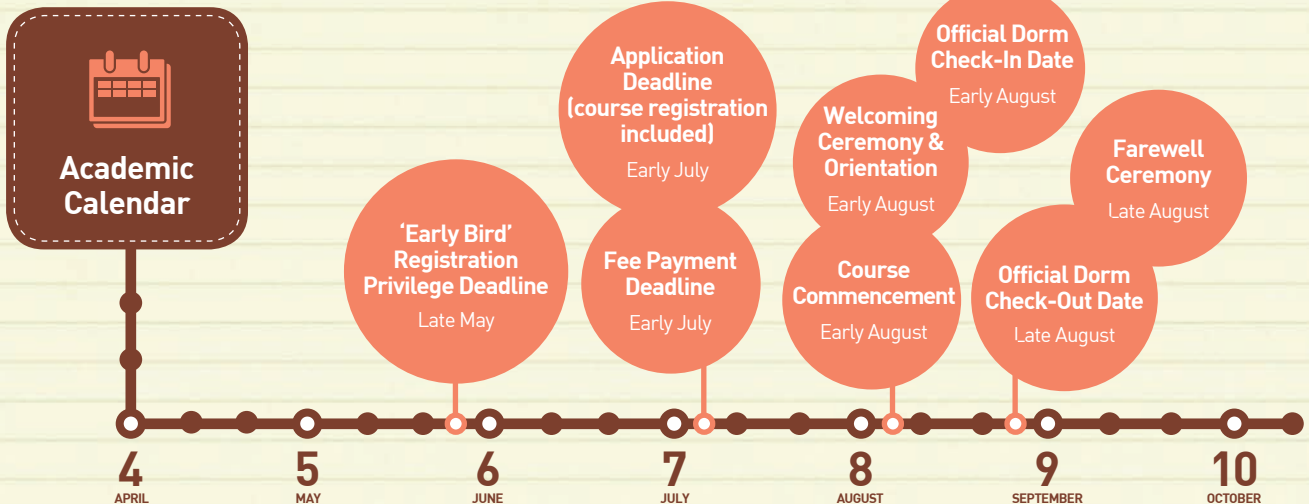 Academic
Calendar
'Early Bird'
Registration
Privilege Deadline
Late May
Application
Deadline
(course registration
included)
Early July
Fee Payment
Deadline
Early July
Welcoming
Ceremony &
Orientation
Early August
Course
Commencement
Early August
Official Dorm
Check-In Date
Early August
Official Dorm
Check-Out Date
Late August
Farewell
Ceremony
Late August
4
APRIL
5
MAY
6
JUNE
7
JULY
8
AUGUST
9
SEPTEMBER
10
OCTOBER